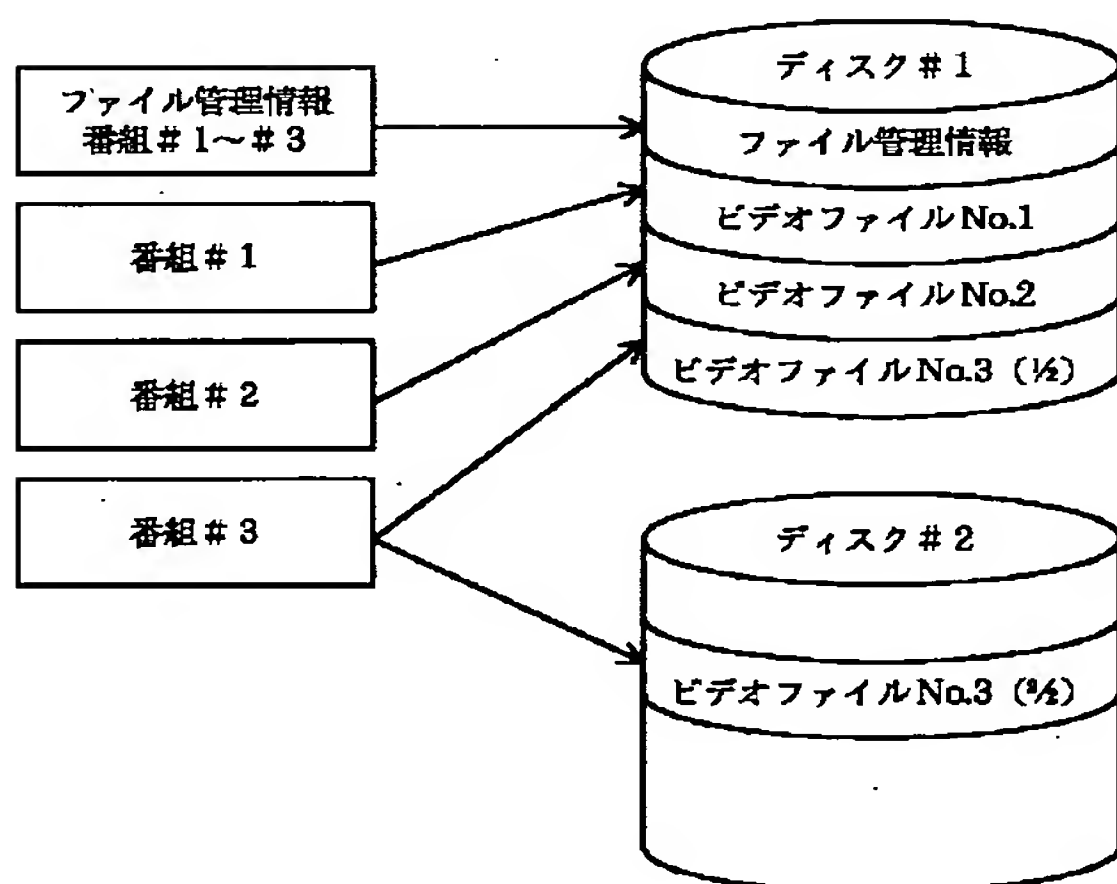 ファイル管理情報
番組＃1～＃3
番組＃1
番組＃2
番組＃3
ディスク＃1
ファイル管理情報
ビデオファイルNo.1
ビデオファイルNo.2
ビデオファイルNo.3（½）
ディスク＃2
ビデオファイルNo.3（2/2）